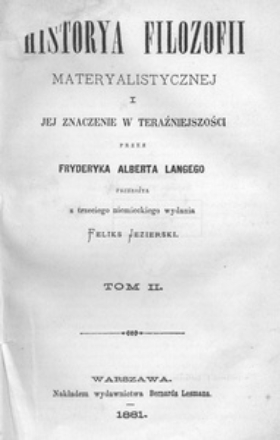 HISTORYA FILOZOFII
MATERYALISTYCZNEJ
I
JEJ ZNACZENIE W TERAŹNIEJSZOŚCI
PRZEZ
FRYDERYKA ALBERTA LANGEGO
PRZEŁOŻYŁ
z trzeciego niemieckiego wydania
FELIKS JEZIERSKI.
TOM II.
WARSZAWA.
Nakładem wydawnictwa Bernarda Lesmana.
1881.